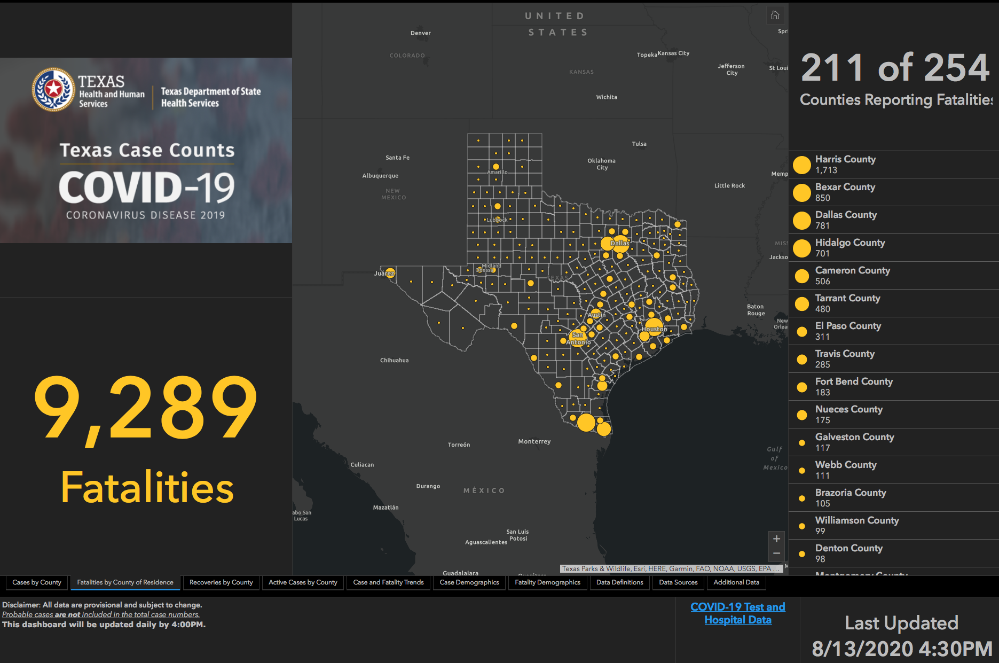 TEXAS
Health and Human
Services
Texas Department of State
Health Services
Texas Case Counts
COVID-19
CORONAVIRUS DISEASE 2019
9,289
Fatalities
UNITED
STATES
Denver
COLORADO
Topeka
Kansas City
KANSAS
Jefferson
City
St Loui
Spri
Wichita
Tulsa
Santa Fe
Oklahoma
City
Albuquerque
Amarillo
Memp
Little Rock
NEW
MEXICO
Lubbock
Dallas
MISS
Jackso
Midland
Odessa
Juárez
TEXAS
Baton
Rouge
New
Orlea
Austin
Houston
San
Antonio
Chihuahua
Torreón
Monterrey
Gulf
of
Mexico
Culiacan
Durango
MÉXICO
Mazatlán
abo San
Lucas
San Luis
Potosi
Aguascalientes
Guadalajara
Querétaro
M
+
−
Texas Parks & Wildlife, Esri, HERE, Garmin, FAO, NOAA, USGS, EPA ...
211 of 254
Counties Reporting Fatalities
Harris County
1,713
Bexar County
850
Dallas County
781
Hidalgo County
701
Cameron County
506
Tarrant County
480
El Paso County
311
Travis County
285
Fort Bend County
183
Nueces County
175
Galveston County
117
Webb County
111
Brazoria County
105
Williamson County
99
Denton County
98
Montgomery County
Cases by County
Fatalities by County of Residence
Recoveries by County
Active Cases by County
Case and Fatality Trends
Case Demographics
Fatality Demographics
Data Definitions
Data Sources
Additional Data
Disclaimer: All data are provisional and subject to change.
Probable cases are not included in the total case numbers.
This dashboard will be updated daily by 4:00PM.
COVID-19 Test and
Hospital Data
Last Updated
8/13/2020 4:30PM